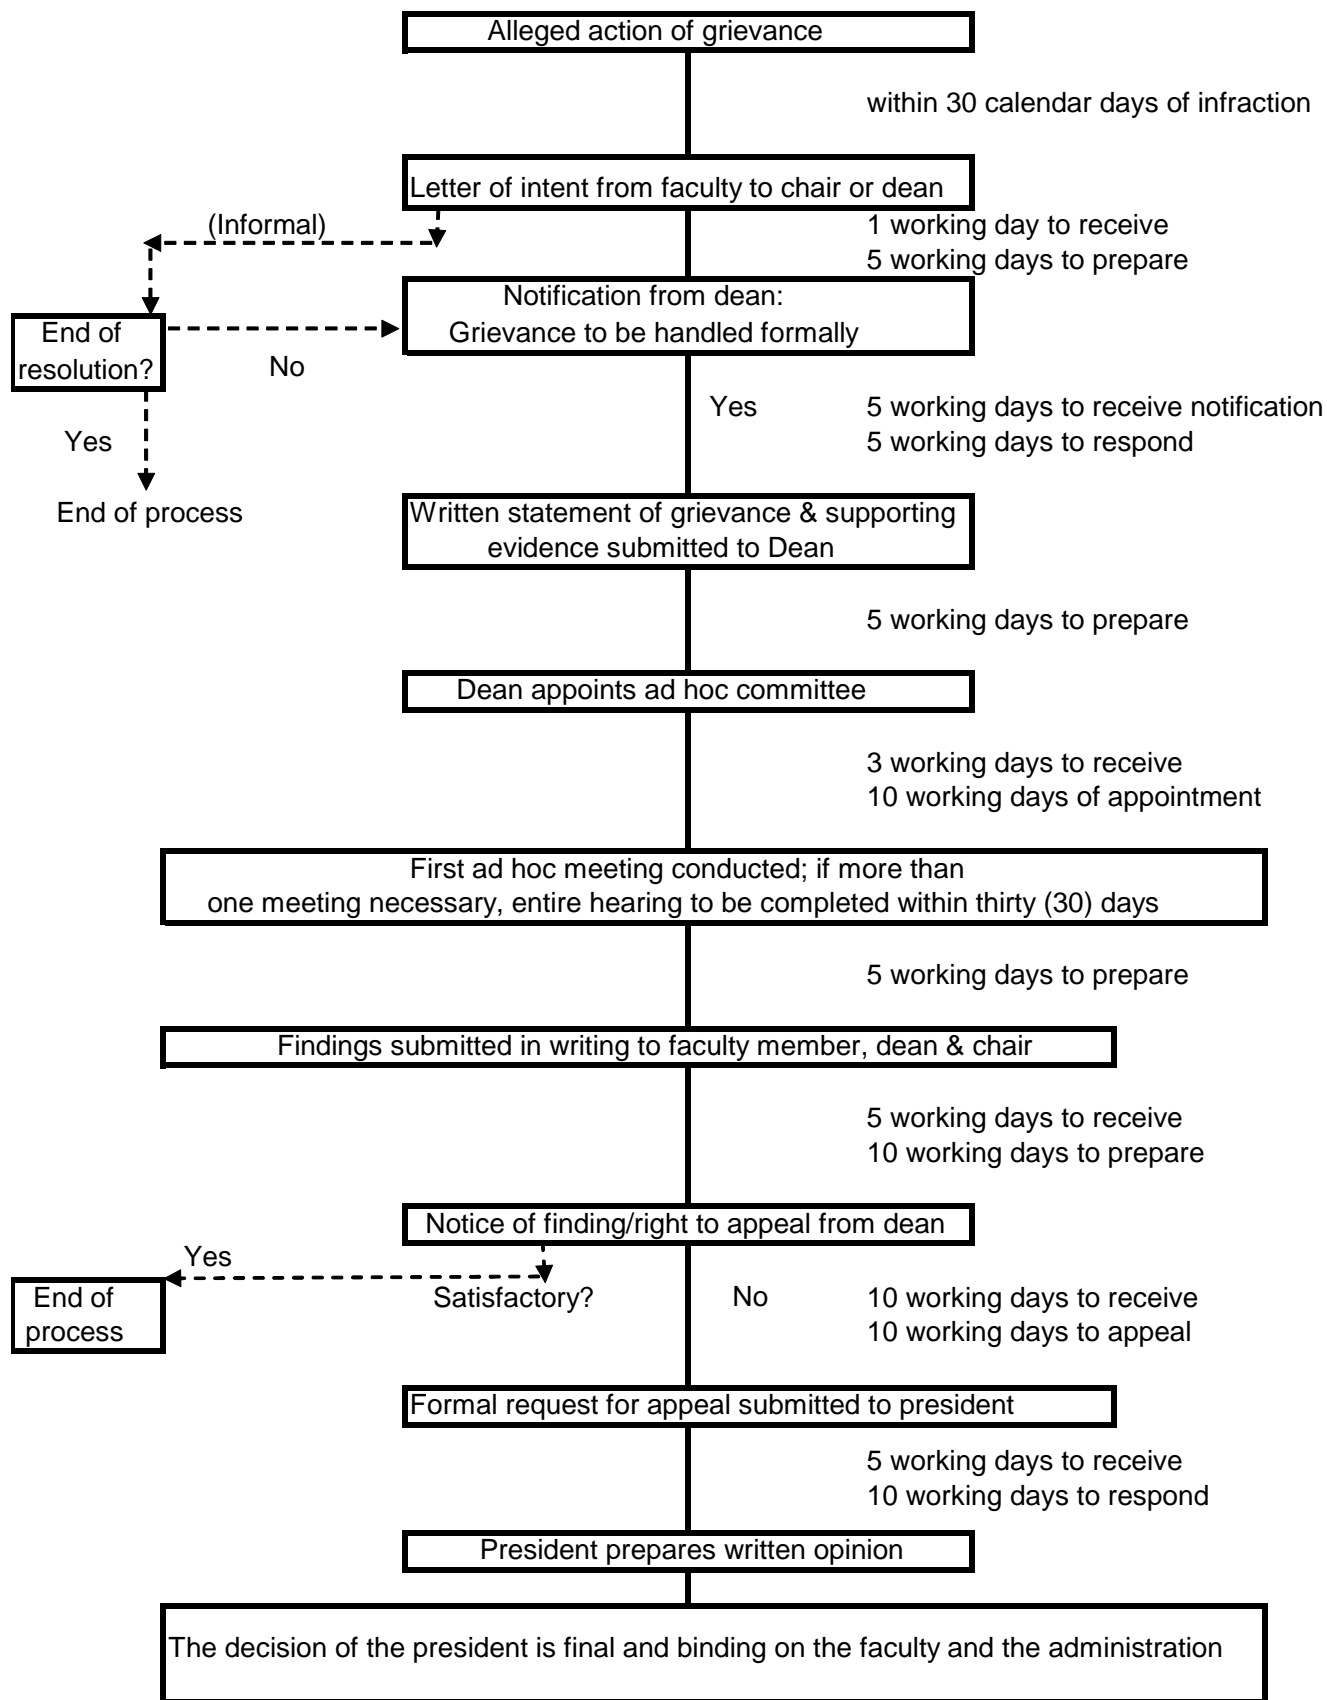 Alleged action of grievance
within 30 calendar days of infraction
Letter of intent from faculty to chair or dean
(Informal)
1 working day to receive
5 working days to prepare
Notification from dean:
Grievance to be handled formally
End of
resolution?
No
Yes
5 working days to receive notification
5 working days to respond
Yes
End of process
Written statement of grievance & supporting
evidence submitted to Dean
5 working days to prepare
Dean appoints ad hoc committee
3 working days to receive
10 working days of appointment
First ad hoc meeting conducted; if more than
one meeting necessary, entire hearing to be completed within thirty (30) days
5 working days to prepare
Findings submitted in writing to faculty member, dean & chair
5 working days to receive
10 working days to prepare
Notice of finding/right to appeal from dean
Yes
End of
process
Satisfactory?
No
10 working days to receive
10 working days to appeal
Formal request for appeal submitted to president
5 working days to receive
10 working days to respond
President prepares written opinion
The decision of the president is final and binding on the faculty and the administration